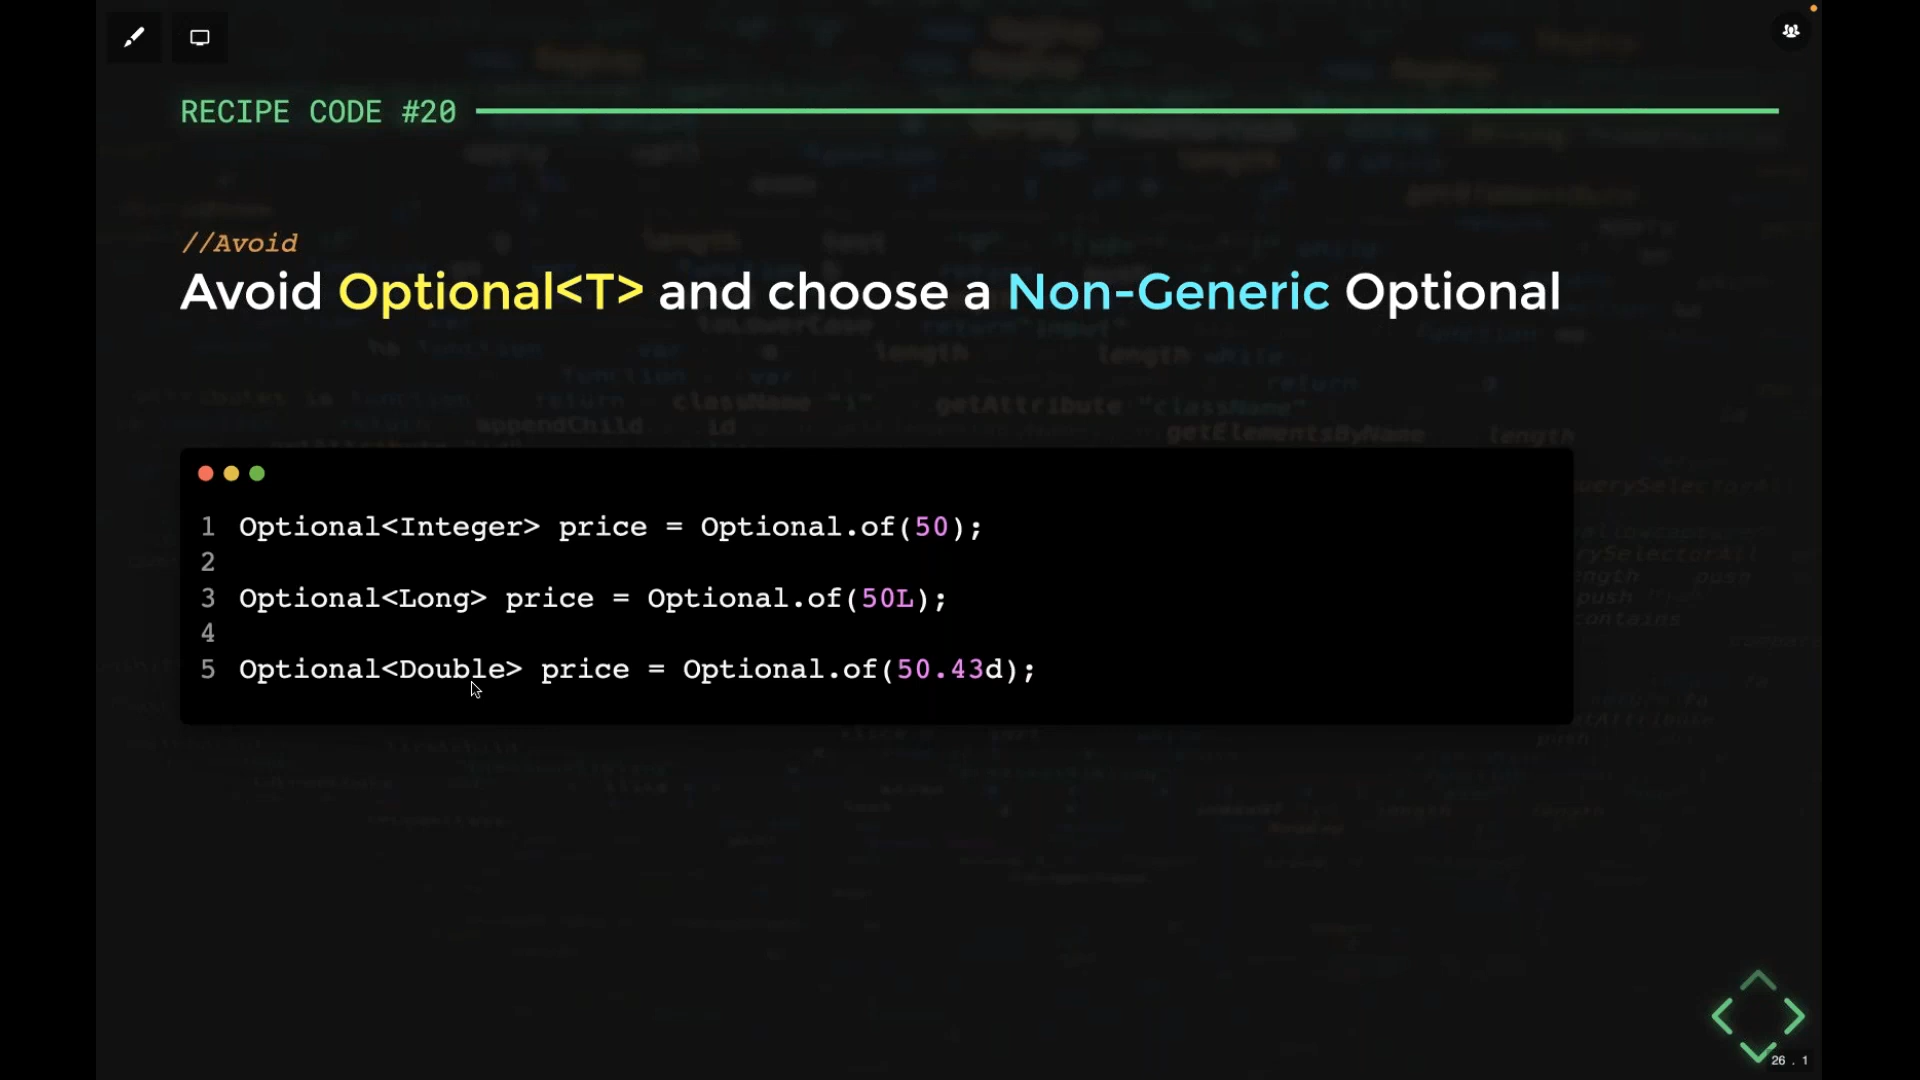 RECIPE CODE #20
//Avoid
Avoid Optional<T> and choose a Non-Generic Optional
1 Optional<Integer> price = Optional.of(50);
2
3 Optional<Long> price = Optional.of(50L);
4
5 Optional<Double> price = Optional.of(50.43d);
26 . 1